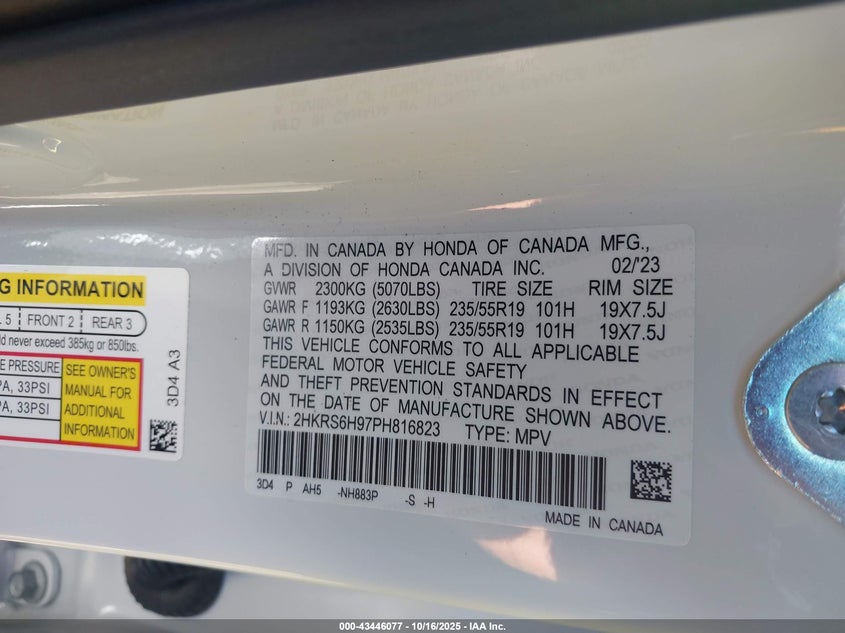 MFD. IN CANADA BY HONDA OF CANADA MFG.,
A DIVISION OF HONDA CANADA INC. 02/'23
GVWR 2300KG (5070LBS) TIRE SIZE RIM SIZE
GAWR F 1193KG (2630LBS) 235/55R19 101H 19X7.5J
GAWR R 1150KG (2535LBS) 235/55R19 101H 19X7.5J
THIS VEHICLE CONFORMS TO ALL APPLICABLE
FEDERAL MOTOR VEHICLE SAFETY
AND THEFT PREVENTION STANDARDS IN EFFECT
ON THE DATE OF MANUFACTURE SHOWN ABOVE.
V.I.N.: 2HKRS6H97PH816823 TYPE: MPV
3D4 P AH5 -NH883P -S -H
MADE IN CANADA
INFORMATION
5 FRONT 2 REAR 3
never exceed 385kg or 850lbs.
PRESSURE
33PSI
33PSI
SEE OWNER'S
MANUAL FOR
ADDITIONAL
INFORMATION
3D4 A3
000-43446077 - 10/16/2025 - IAA Inc.